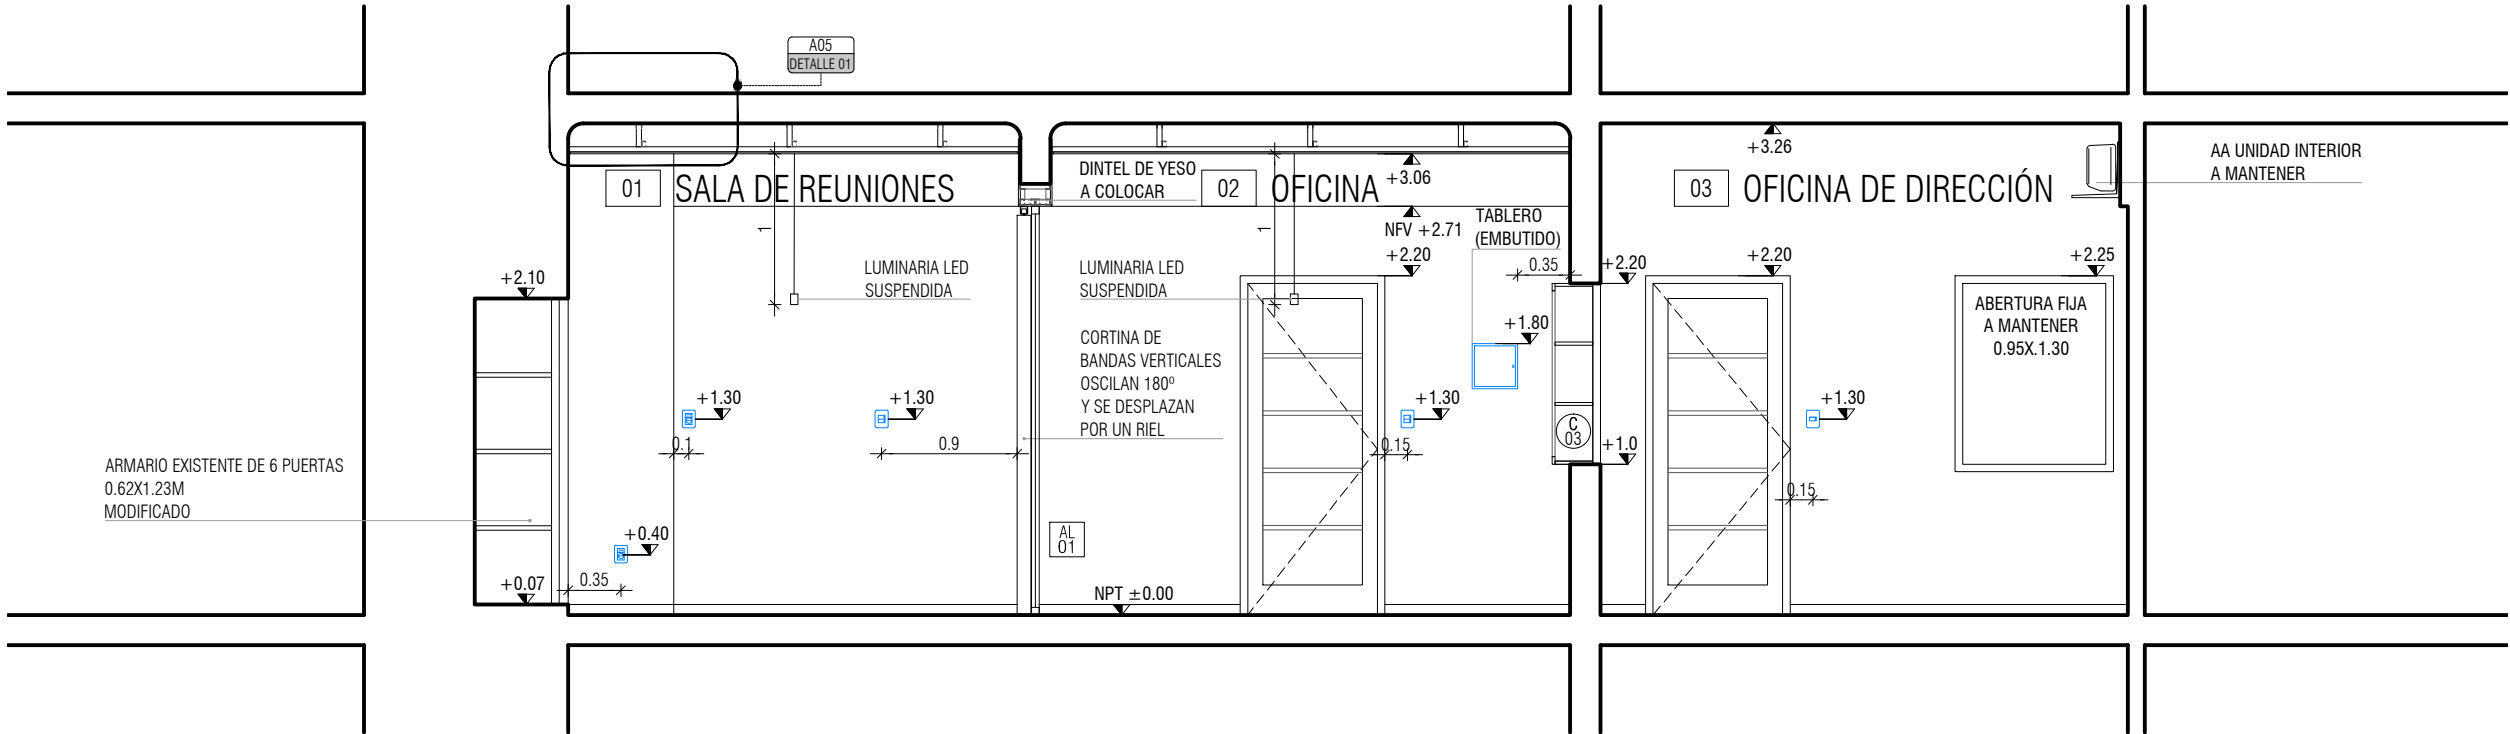 A05
DETALLE 01
+3.26
AA UNIDAD INTERIOR
A MANTENER
DINTEL DE YESO
A COLOCAR
+3.06
01
SALA DE REUNIONES
02
OFICINA
03
OFICINA DE DIRECCIÓN
1
1
NFV +2.71
TABLERO
(EMBUTIDO)
+2.10
LUMINARIA LED
SUSPENDIDA
LUMINARIA LED
SUSPENDIDA
+2.20
0.35
+2.20
+2.20
+2.25
ABERTURA FIJA
A MANTENER
0.95X.1.30
+1.80
CORTINA DE
BANDAS VERTICALES
OSCILAN 180º
Y SE DESPLAZAN
POR UN RIEL
+1.30
+1.30
+1.30
+1.30
C
03
0.1
0.9
0.15
+1.0
ARMARIO EXISTENTE DE 6 PUERTAS
0.62X1.23M
MODIFICADO
0.15
+0.40
AL
01
+0.07
0.35
NPT ±0.00